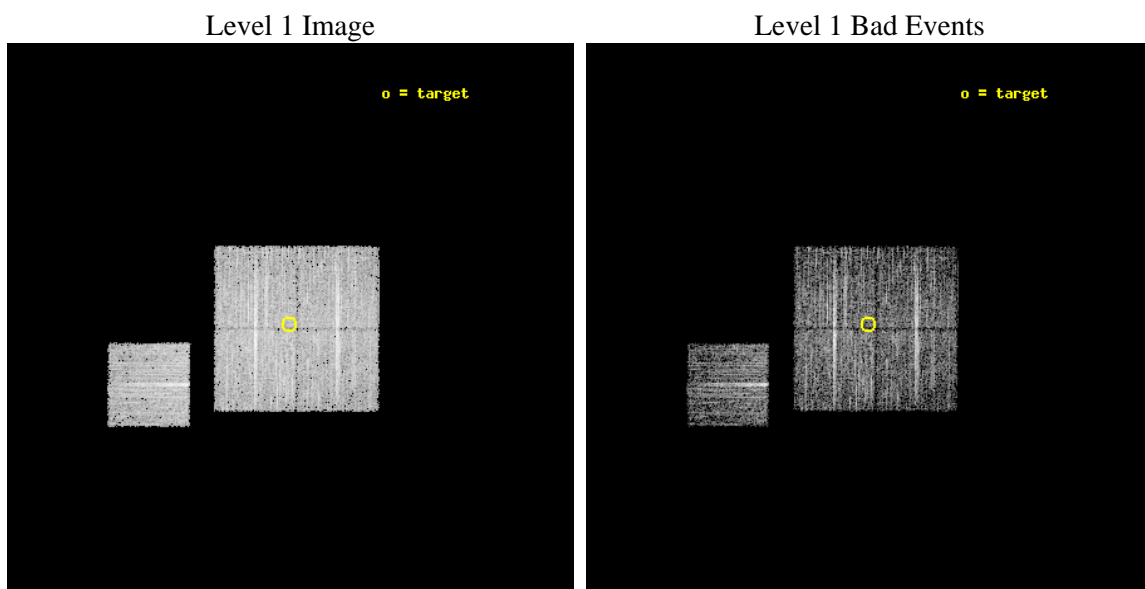 Level 1 Image
Level 1 Bad Events
o = target
o = target